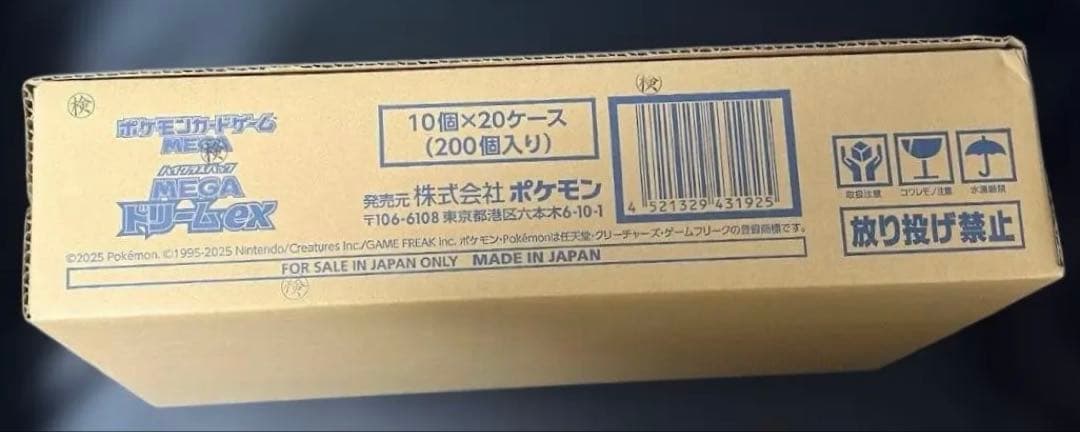 検
ポケモンカードゲーム
MEGA
検
ハイクラスパック
MEGA
ドリームex
10個×20ケース
(200個入り)
発売元 株式会社 ポケモン
〒106-6108 東京都港区六本木6-10-1
検
4 521329 431925
取扱注意
コワレモノ注意
水濡厳禁
放り投げ禁止
©2025 Pokémon. ©1995-2025 Nintendo/Creatures Inc./GAME FREAK inc. ポケモン・Pokémonは任天堂・クリーチャーズ・ゲームフリークの登録商標です。
FOR SALE IN JAPAN ONLY MADE IN JAPAN
検